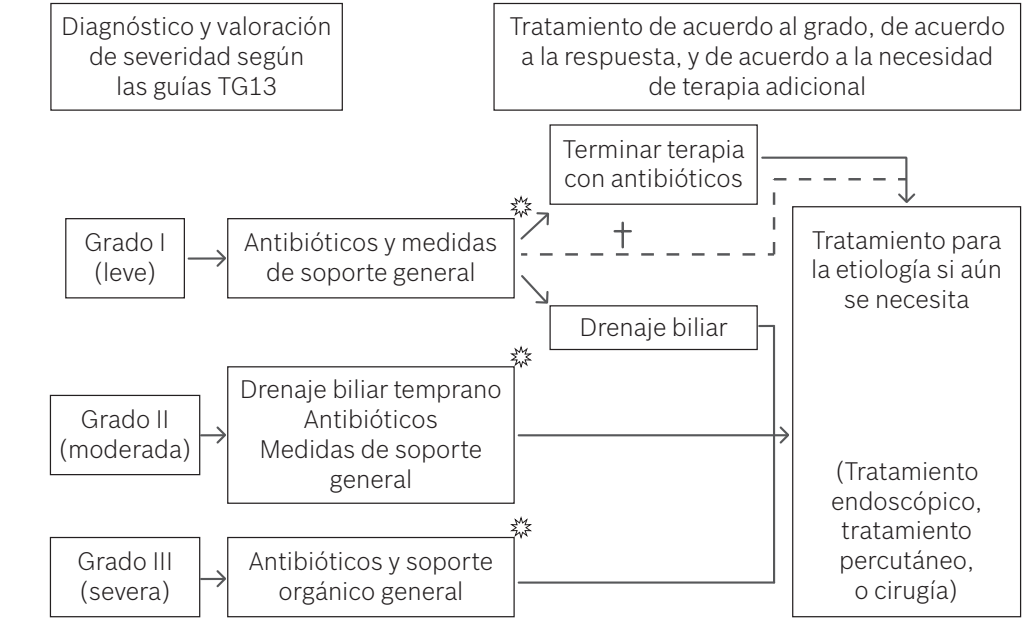 Diagnóstico y valoración
de severidad según
las guías TG13
Tratamiento de acuerdo al grado, de acuerdo
a la respuesta, y de acuerdo a la necesidad
de terapia adicional
Terminar terapia
con antibióticos
Grado I
(leve)
Antibióticos y medidas
de soporte general
†
Drenaje biliar
Tratamiento para
la etiología si aún
se necesita
Grado II
(moderada)
Drenaje biliar temprano
Antibióticos
Medidas de soporte
general
(Tratamiento
endoscópico,
tratamiento
percutáneo,
o cirugía)
Grado III
(severa)
Antibióticos y soporte
orgánico general